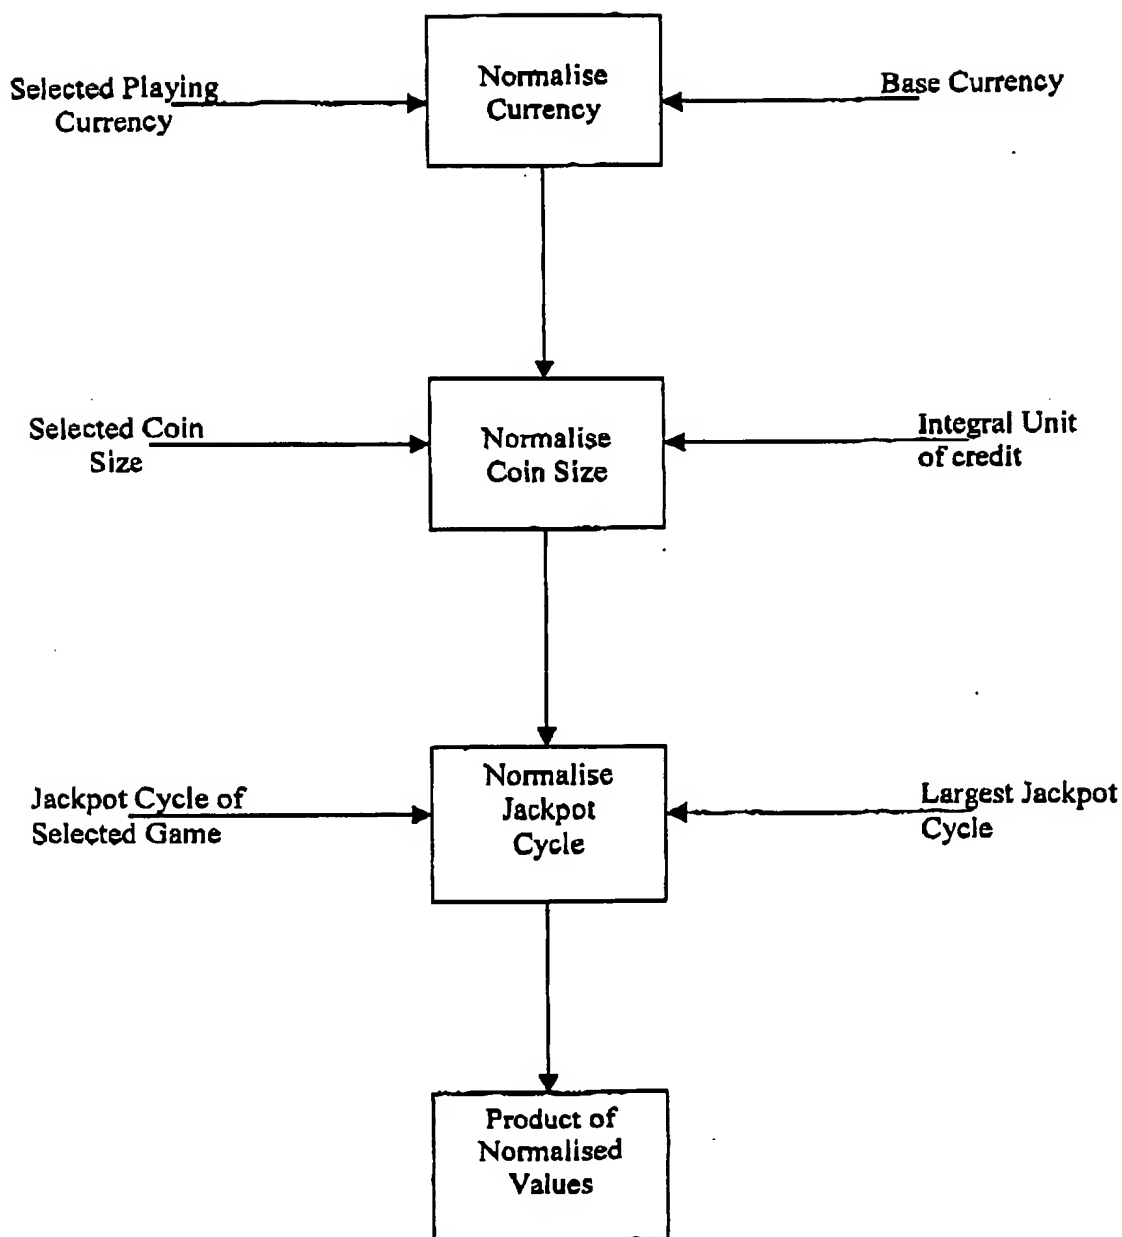 Selected Playing
Currency
Normalise
Currency
Base Currency
Selected Coin
Size
Normalise
Coin Size
Integral Unit
of credit
Jackpot Cycle of
Selected Game
Normalise
Jackpot
Cycle
Largest Jackpot
Cycle
Product of
Normalised
Values